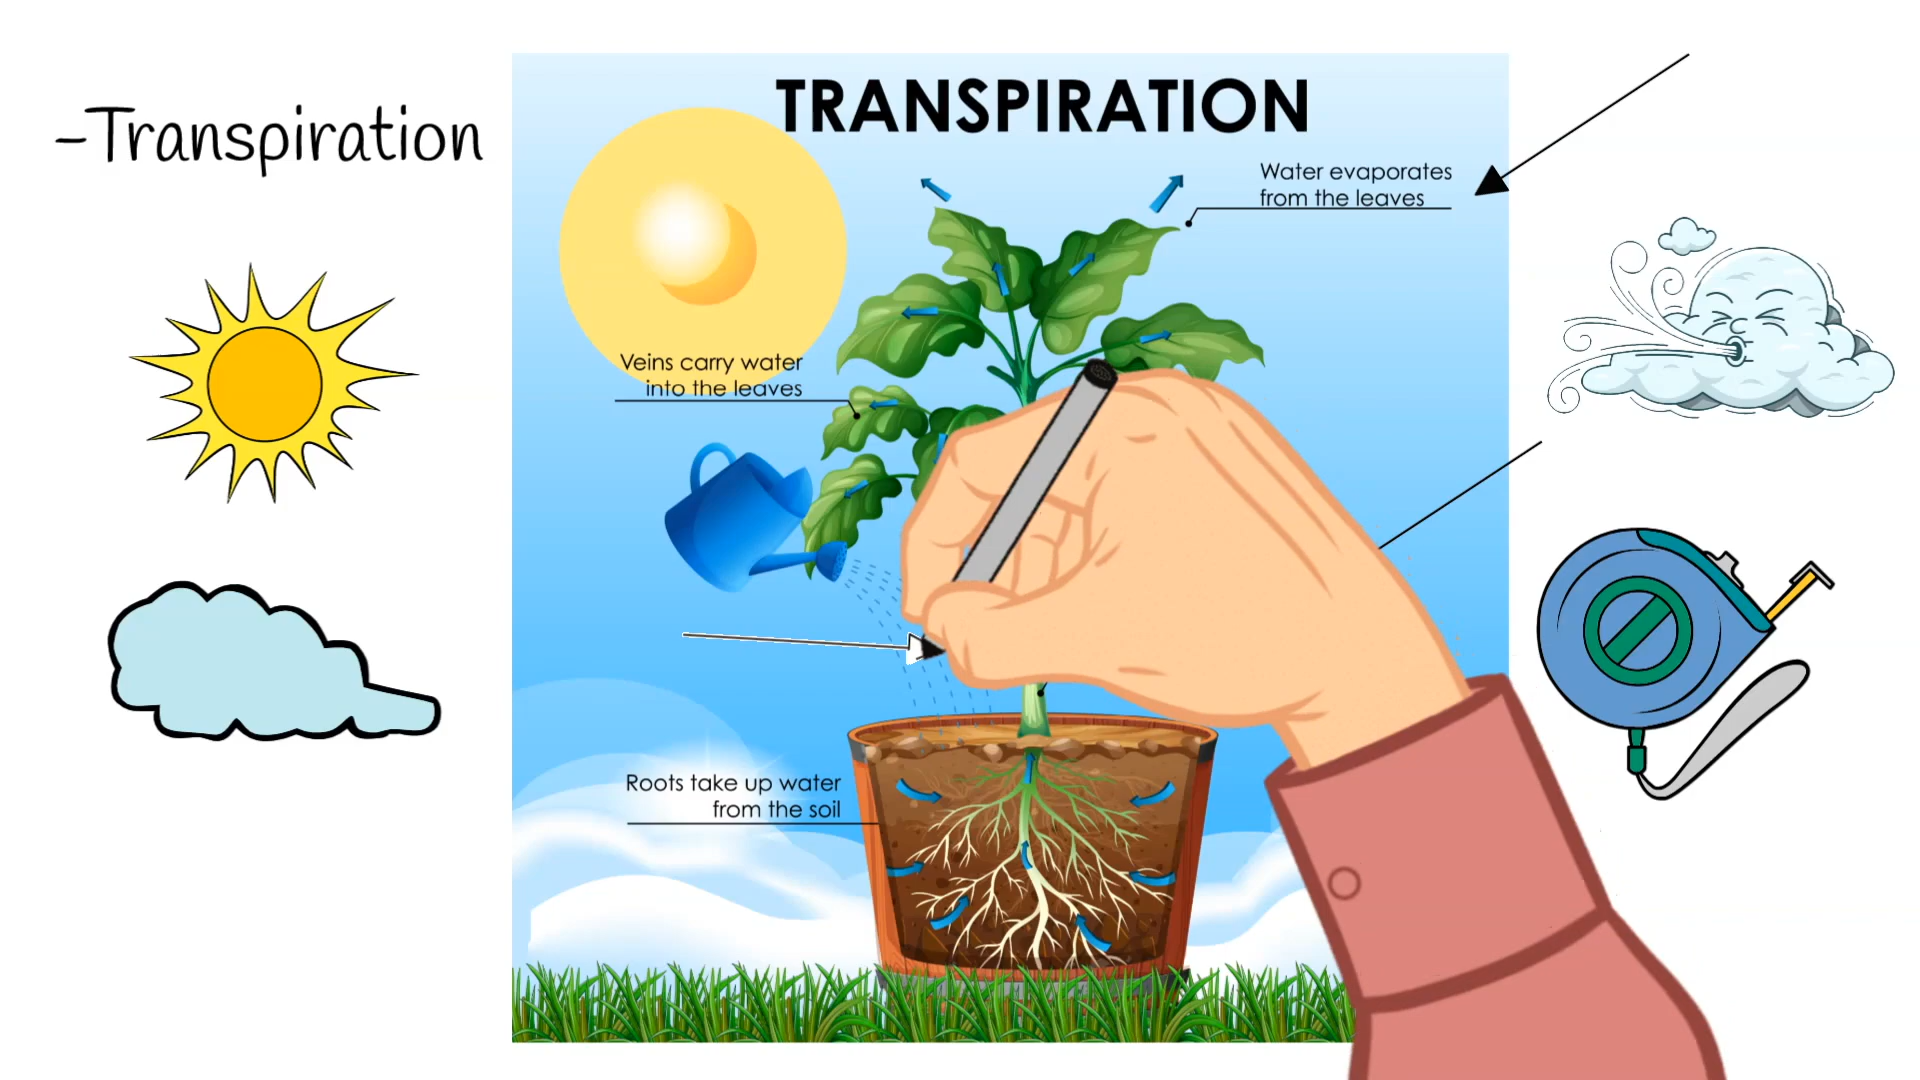 -Transpiration
TRANSPIRATION
Water evaporates
from the leaves
Veins carry water
into the leaves
Roots take up water
from the soil